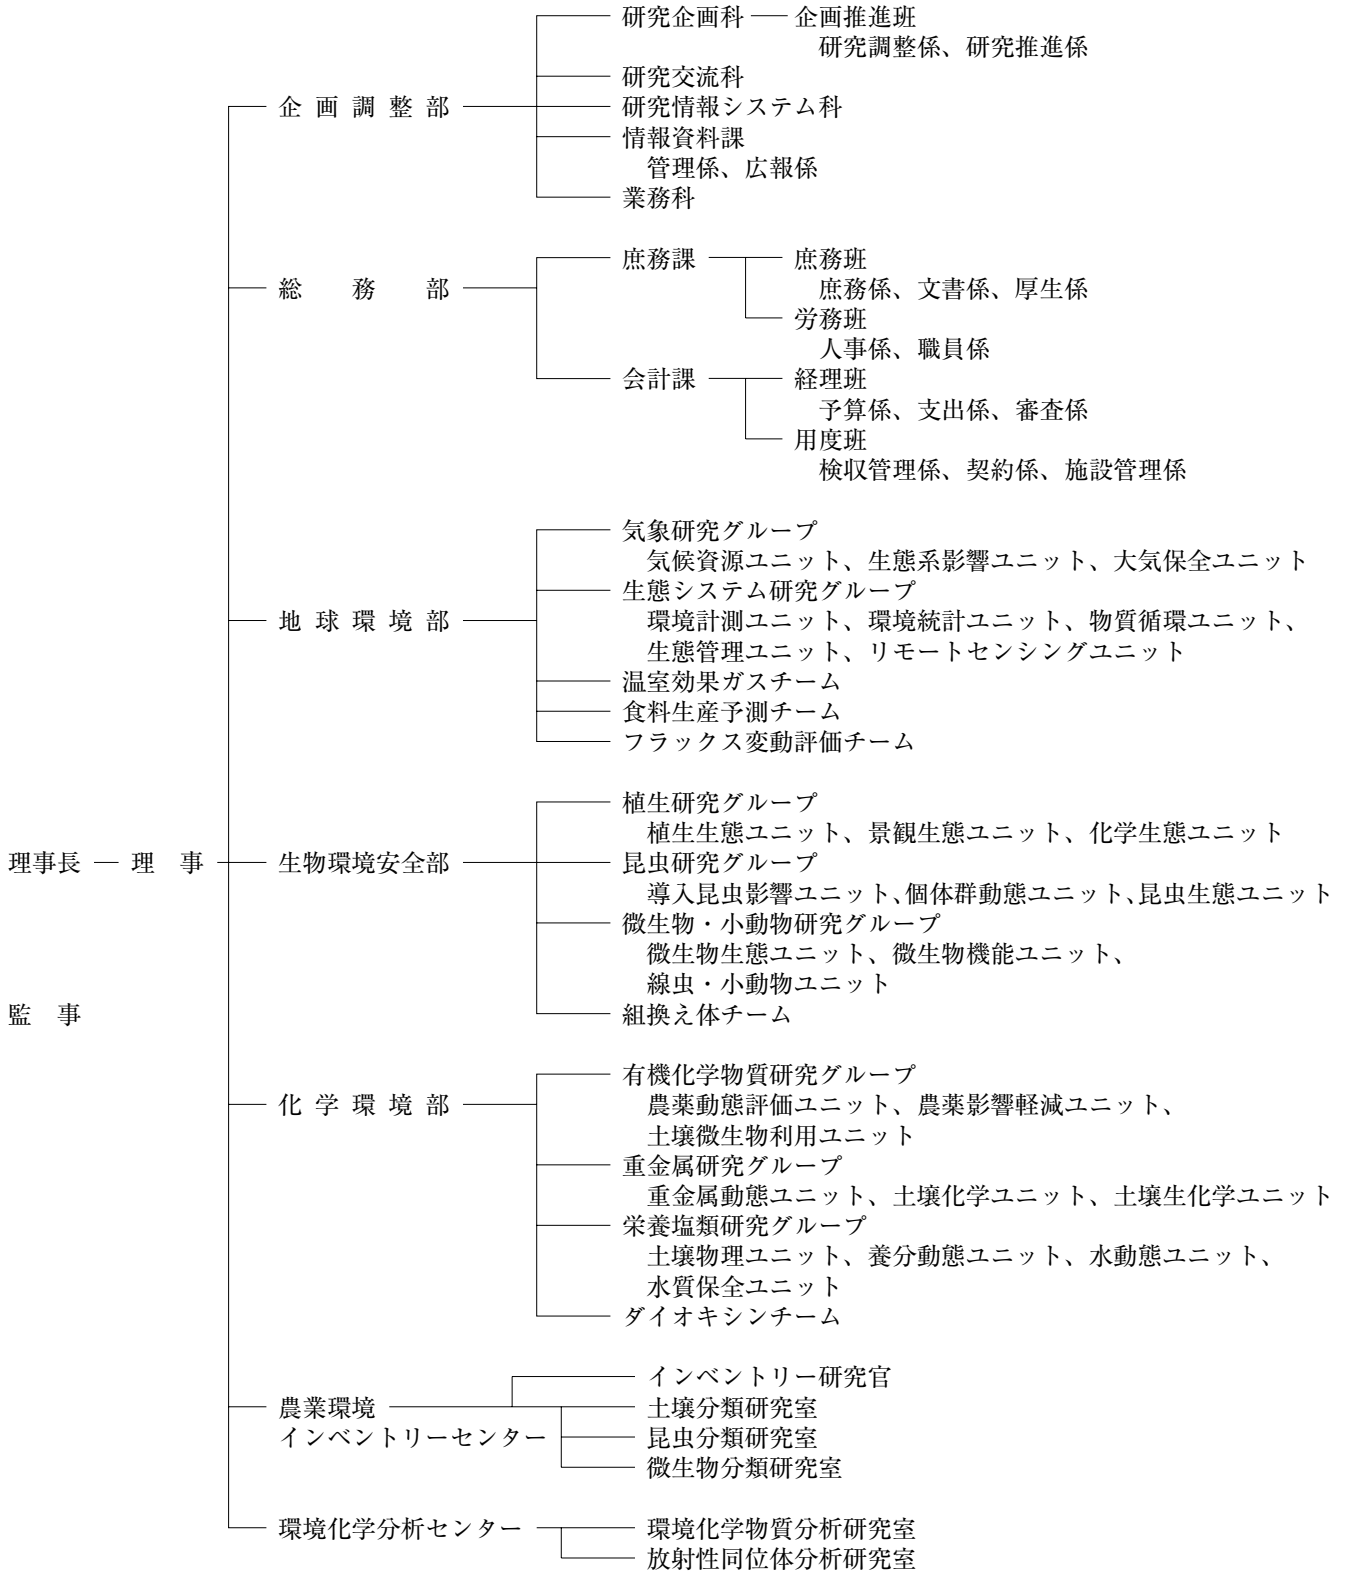 研究企画科 企画推進班
研究調整係、研究推進係
研究交流科
企画調整部 研究情報システム科
情報資料課
管理係、広報係
業務科
庶務課 庶務班
総務部 庶務係、文書係、厚生係
労務班
人事係、職員係
会計課 経理班
予算係、支出係、審査係
用度班
検収管理係、契約係、施設管理係
気象研究グループ
気候資源ユニット、生態系影響ユニット、大気保全ユニット
生態システム研究グループ
地球環境部 環境計測ユニット、環境統計ユニット、物質循環ユニット、
生態管理ユニット、リモートセンシングユニット
温室効果ガスチーム
食料生産予測チーム
フラックス変動評価チーム
植生研究グループ
植生生態ユニット、景観生態ユニット、化学生態ユニット
理事長 理事 生物環境安全部 昆虫研究グループ
導入昆虫影響ユニット、個体群動態ユニット、昆虫生態ユニット
微生物・小動物研究グループ
微生物生態ユニット、微生物機能ユニット、
線虫・小動物ユニット
監事 組換え体チーム
有機化学物質研究グループ
化学環境部 農薬動態評価ユニット、農薬影響軽減ユニット、
土壌微生物利用ユニット
重金属研究グループ
重金属動態ユニット、土壌化学ユニット、土壌生化学ユニット
栄養塩類研究グループ
土壌物理ユニット、養分動態ユニット、水動態ユニット、
水質保全ユニット
ダイオキシンチーム
インベントリー研究官
農業環境 土壌分類研究室
インベントリーセンター 昆虫分類研究室
微生物分類研究室
環境化学分析センター 環境化学物質分析研究室
放射性同位体分析研究室